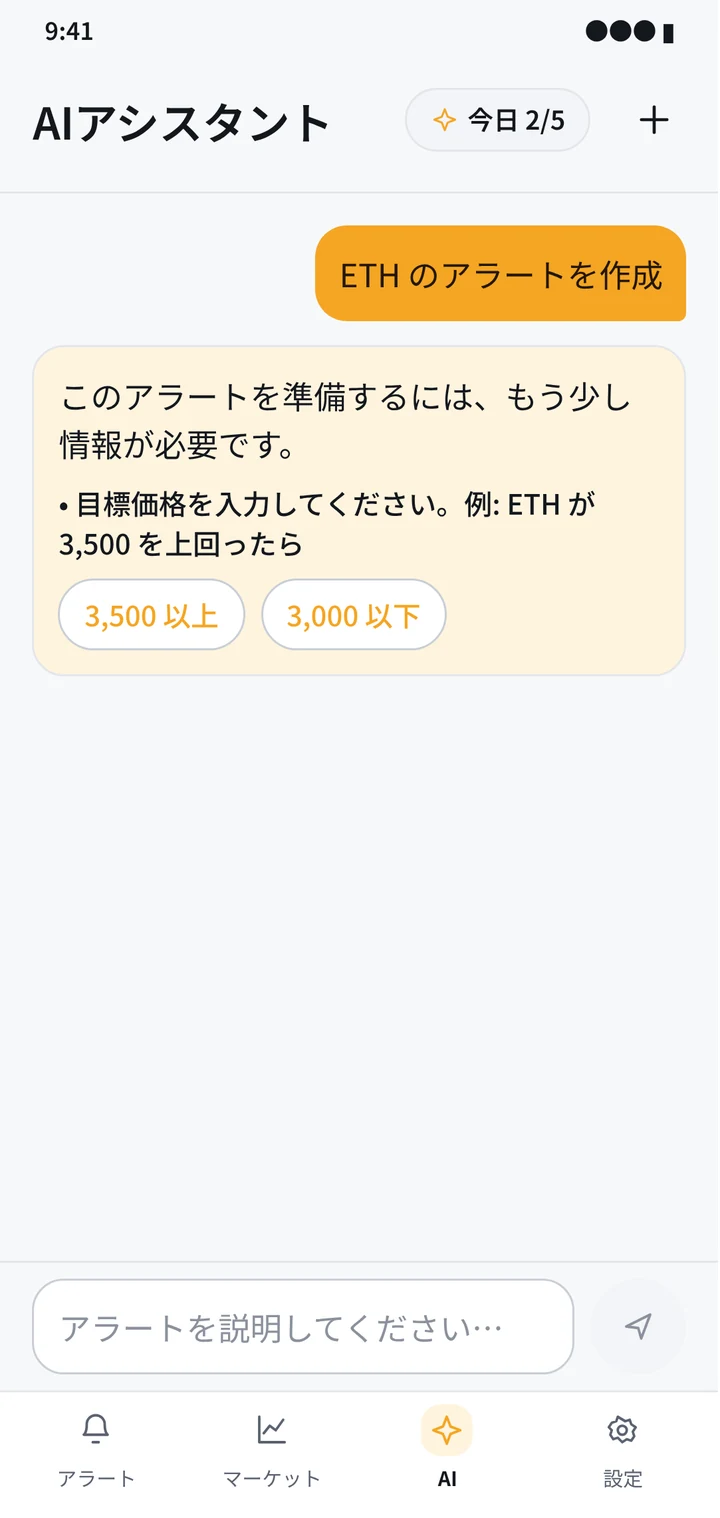 9:41
AIアシスタント
今日 2/5
ETH のアラートを作成
このアラートを準備するには、もう少し
情報が必要です。
• 目標価格を入力してください。例: ETH が
3,500 を上回ったら
3,500 以上
3,000 以下
アラートを説明してください…
アラート
マーケット
AI
設定